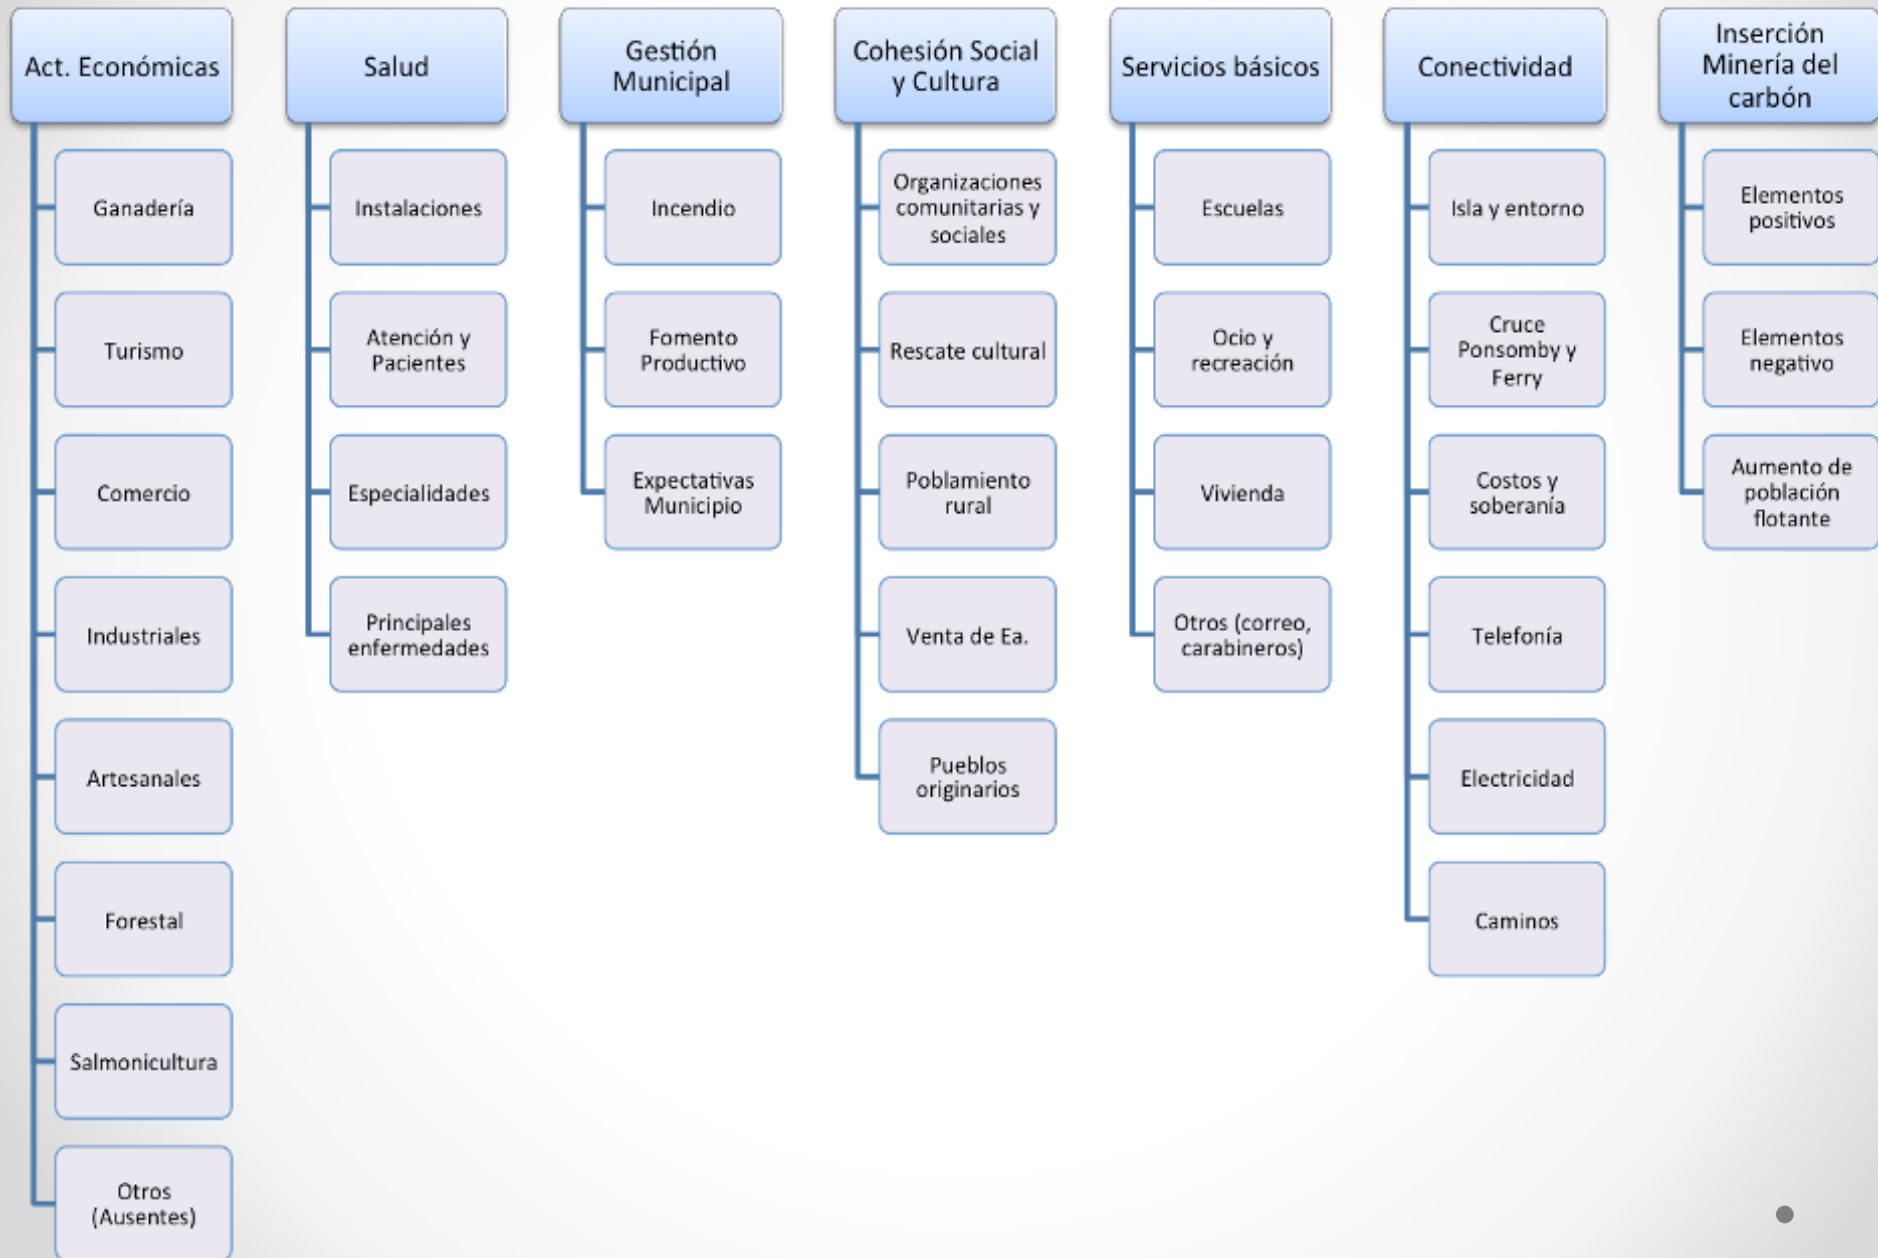 Act. Económicas
Ganadería
Turismo
Comercio
Industriales
Artesanales
Forestal
Salmonicultura
Otros
(Ausentes)
Salud
Instalaciones
Atención y
Pacientes
Especialidades
Principales
enfermedades
Gestión
Municipal
Incendio
Fomento
Productivo
Expectativas
Municipio
Cohesión Social
y Cultura
Organizaciones
comunitarias y
sociales
Rescate cultural
Poblamiento
rural
Venta de Ea.
Pueblos
originarios
Servicios básicos
Escuelas
Ocio y
recreación
Vivienda
Otros (correo,
carabineros)
Conectividad
Isla y entorno
Cruce
Ponsomby y
Ferry
Costos y
soberanía
Telefonía
Electricidad
Caminos
Inserción
Minería del
carbón
Elementos
positivos
Elementos
negativo
Aumento de
población
flotante